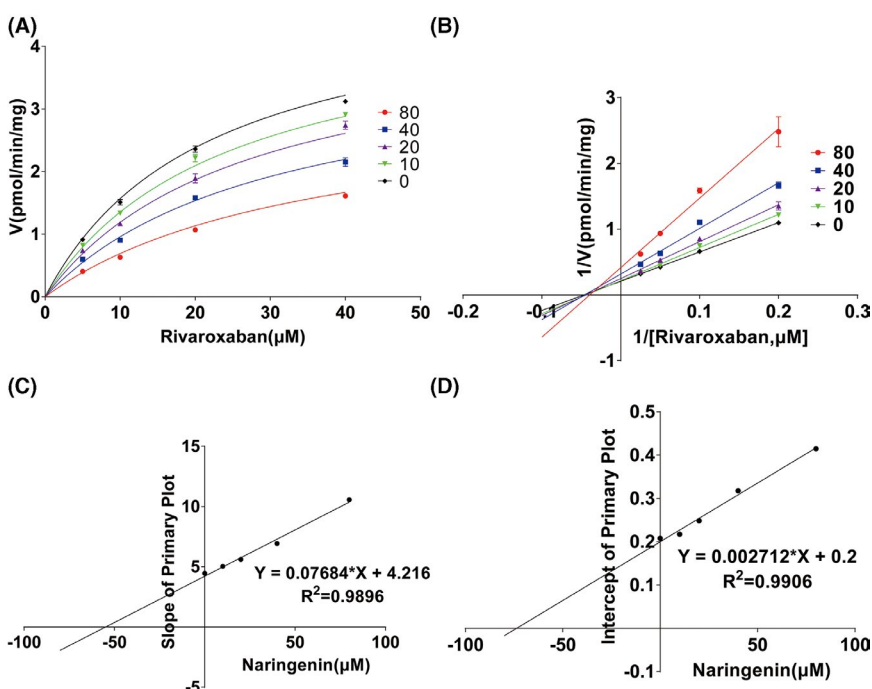 (A)
4
3
2
1
0
V(pmol/min/mg)
0 10 20 30 40 50
Rivaroxaban(μM)
80
40
20
10
0
(B)
3
2
1
-1
1/V(pmol/min/mg)
-0.2 -0.1 0.0 0.1 0.2 0.3
1/[Rivaroxaban,μM]
80
40
20
10
0
(C)
15
10
5
-5
Slope of Primary Plot
Y = 0.07684*X + 4.216
R²=0.9896
-100 -50 50 100
Naringenin(μM)
(D)
0.5
0.4
0.3
0.2
0.1
-0.1
Intercept of Primary Plot
Y = 0.002712*X + 0.2
R²=0.9906
-100 -50 50 100
Naringenin(μM)